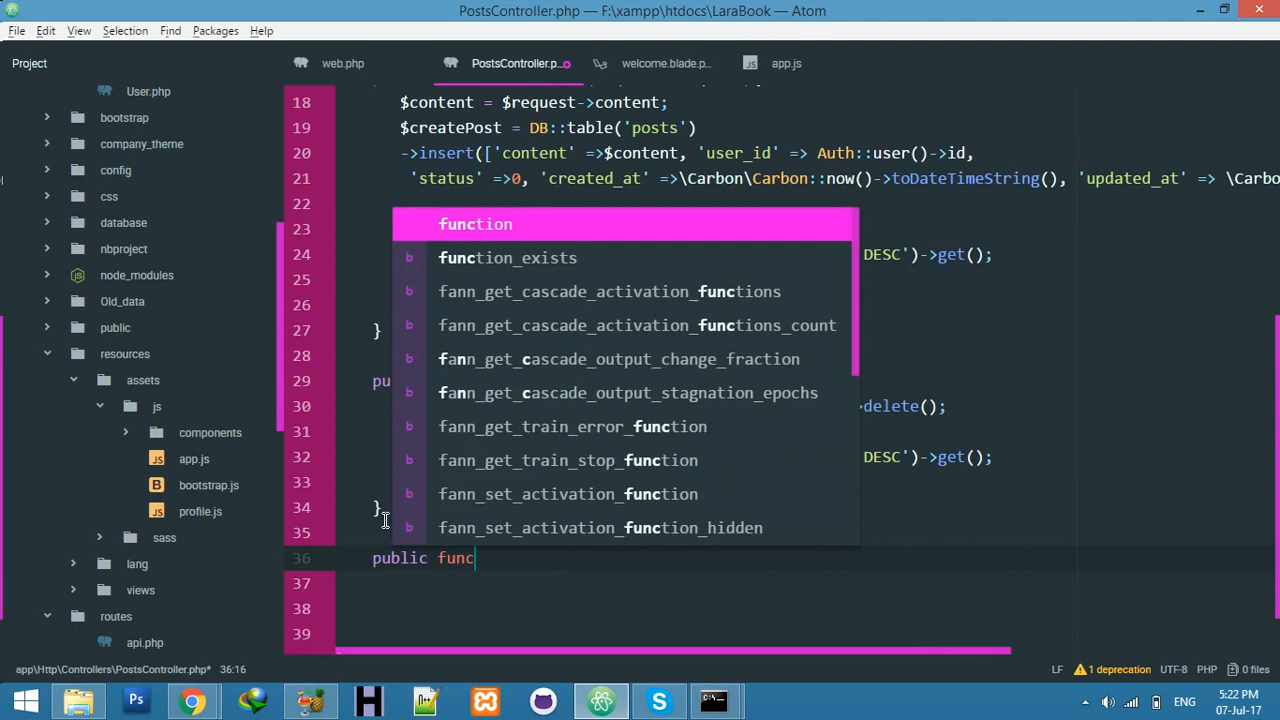 PostsController.php — F:\xampp\htdocs\LaraBook — Atom
File Edit View Selection Find Packages Help
Project
web.php
PostsController.p...
welcome.blade.p...
app.js
User.php
bootstrap
company_theme
config
css
database
nbproject
node_modules
Old_data
public
resources
assets
js
components
app.js
bootstrap.js
profile.js
sass
lang
views
routes
api.php
18 $content = $request->content;
19 $createPost = DB::table('posts')
20 ->insert(['content' =>$content, 'user_id' => Auth::user()->id,
21 'status' =>0, 'created_at' =>\Carbon\Carbon::now()->toDateTimeString(), 'updated_at' => \Carbo
22
23
24 DESC')->get();
25
26
27 }
28
29 pu
30 >delete();
31
32 DESC')->get();
33
34 }
35
36 public func
37
38
39
function
b function_exists
b fann_get_cascade_activation_functions
b fann_get_cascade_activation_functions_count
b fann_get_cascade_output_change_fraction
b fann_get_cascade_output_stagnation_epochs
b fann_get_train_error_function
b fann_get_train_stop_function
b fann_set_activation_function
b fann_set_activation_function_hidden
app\Http\Controllers\PostsController.php* 36:16
LF 1 deprecation UTF-8 PHP 0 files
ENG
5:22 PM
07-Jul-17